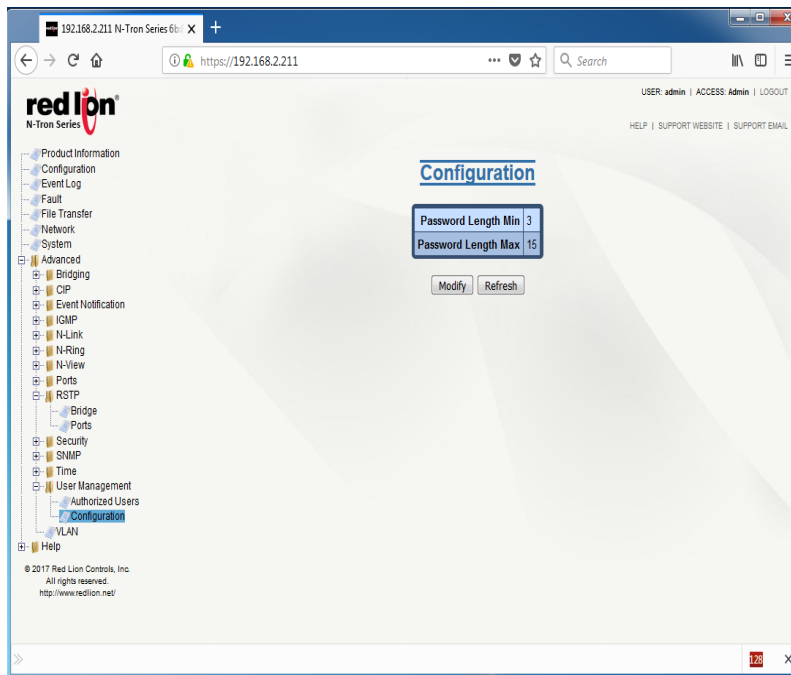 192.168.2.211 N-Tron Series 6b:
https://192.168.2.211
Search
USER: admin | ACCESS: Admin | LOGOUT
red lion®
N-Tron Series
HELP | SUPPORT WEBSITE | SUPPORT EMAIL
Product Information
Configuration
Event Log
Fault
File Transfer
Network
System
Advanced
Bridging
CIP
Event Notification
IGMP
N-Link
N-Ring
N-View
Ports
RSTP
Bridge
Ports
Security
SNMP
Time
User Management
Authorized Users
Configuration
VLAN
Help
© 2017 Red Lion Controls, Inc.
All rights reserved.
http://www.redlion.net/
Configuration
Password Length Min 3
Password Length Max 15
Modify Refresh
128